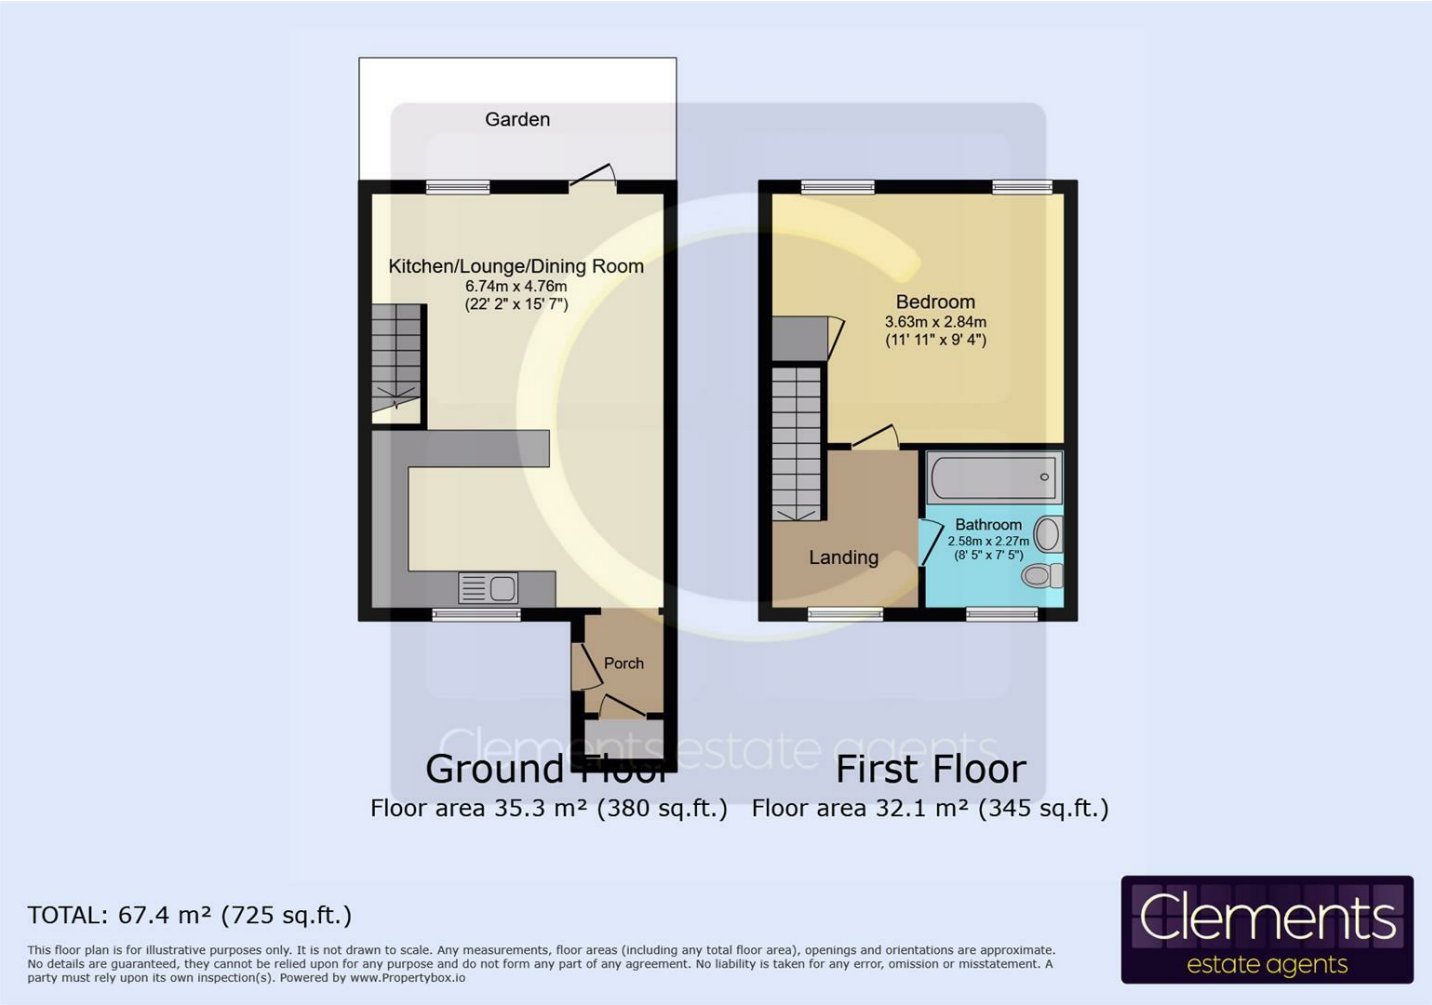 Garden
Kitchen/Lounge/Dining Room
6.74m x 4.76m
(22' 2" x 15' 7")
Porch
Bedroom
3.63m x 2.84m
(11' 11" x 9' 4")
Bathroom
2.58m x 2.27m
(8' 5" x 7' 5")
Landing
Clements estate agents
Ground Floor
Floor area 35.3 m² (380 sq.ft.)
First Floor
Floor area 32.1 m² (345 sq.ft.)
TOTAL: 67.4 m² (725 sq.ft.)
This floor plan is for illustrative purposes only. It is not drawn to scale. Any measurements, floor areas (including any total floor area), openings and orientations are approximate.
No details are guaranteed, they cannot be relied upon for any purpose and do not form any part of any agreement. No liability is taken for any error, omission or misstatement. A
party must rely upon its own inspection(s). Powered by www.Propertybox.io
Clements
estate agents